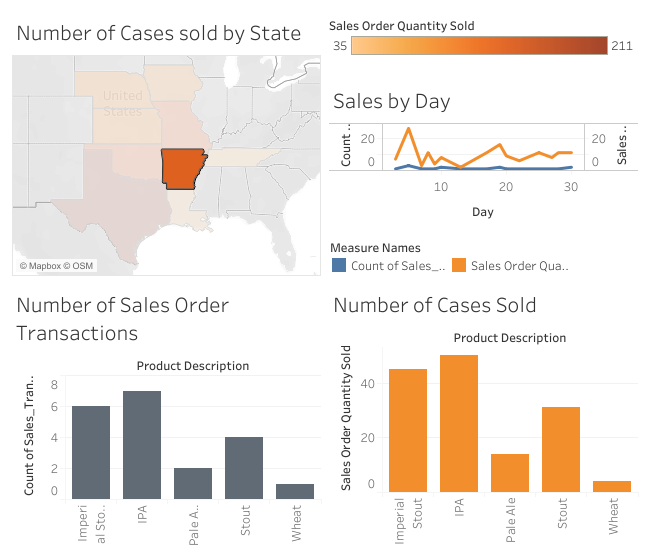 Number of Cases sold by State
United
States
© Mapbox © OSM
Sales Order Quantity Sold
35
211
Sales by Day
Count ..
20
0
20
0
Sales ..
10
20
30
Day
Measure Names
Count of Sales_..
Sales Order Qua..
Number of Sales Order
Transactions
Product Description
Count of Sales_Tran..
8
6
4
2
0
Imperi
al Sto..
IPA
Pale A..
Stout
Wheat
Number of Cases Sold
Product Description
Sales Order Quantity Sold
40
20
0
Imperial
Stout
IPA
Pale Ale
Stout
Wheat